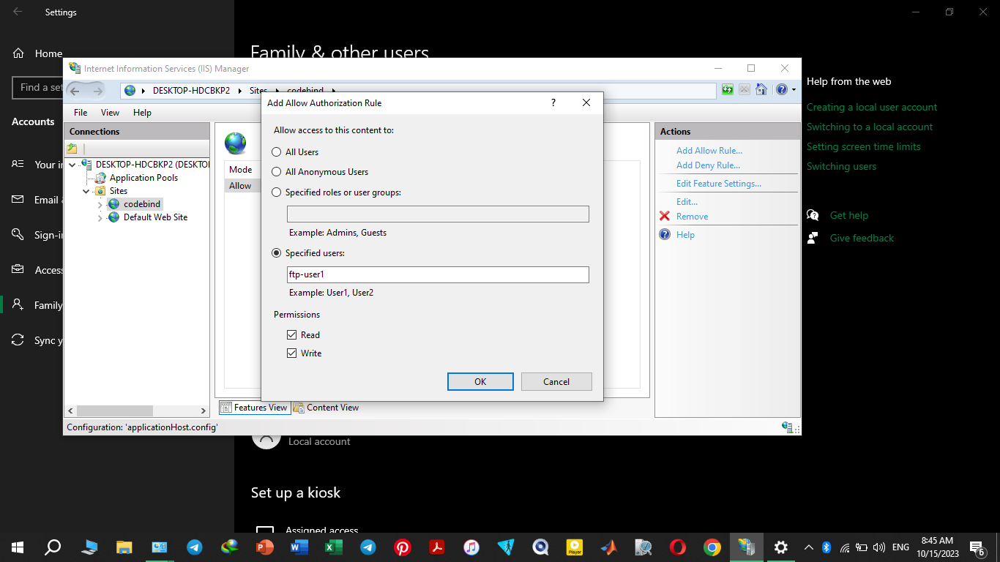 Settings
Family & other users
Home
Find a set
Accounts
Your in
Email &
Sign-in
Access
Family
Sync y
Internet Information Services (IIS) Manager
DESKTOP-HDCBKP2
Sites
codebind
File View Help
Connections
DESKTOP-HDCBKP2 (DESKTO
Application Pools
Sites
codebind
Default Web Site
Mode
Allow
Features View
Content View
Configuration: 'applicationHost.config'
Add Allow Authorization Rule
?
Allow access to this content to:
All Users
All Anonymous Users
Specified roles or user groups:
Example: Admins, Guests
Specified users:
ftp-user1
Example: User1, User2
Permissions
Read
Write
OK
Cancel
Actions
Add Allow Rule...
Add Deny Rule...
Edit Feature Settings...
Edit...
Remove
Help
Help from the web
Creating a local user account
Switching to a local account
Setting screen time limits
Switching users
Get help
Give feedback
Local account
Set up a kiosk
Assigned access
Player
ENG
8:45 AM
10/15/2023
6